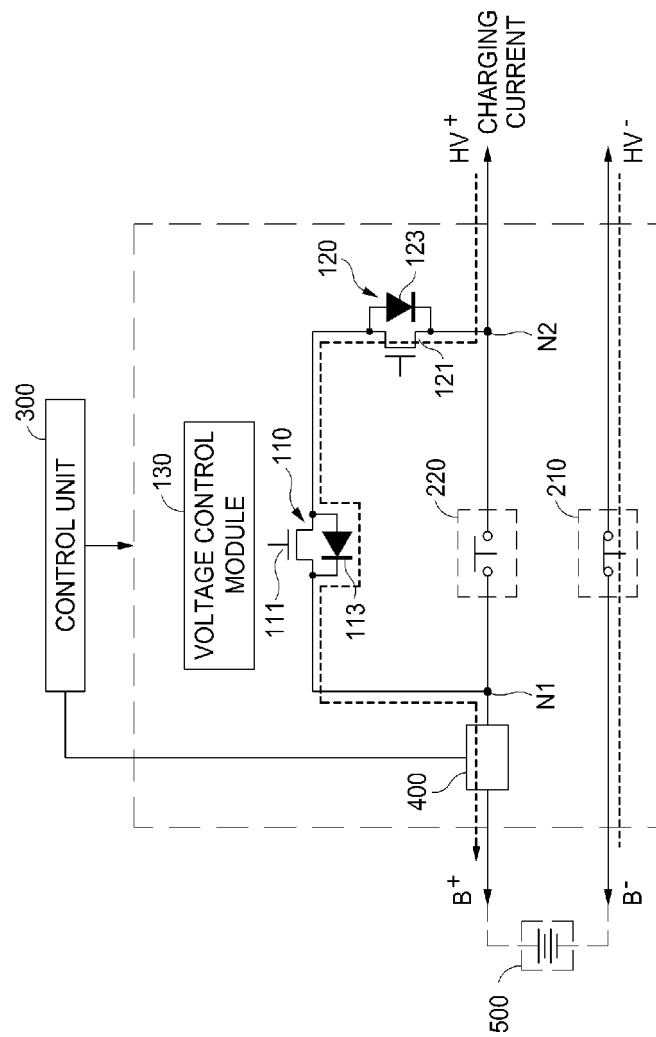 300
CONTROL UNIT
130
VOLTAGE CONTROL
MODULE
110
111
113
120
123
121
HV+
CHARGING
CURRENT
N2
220
N1
400
B+
210
HV-
B-
500